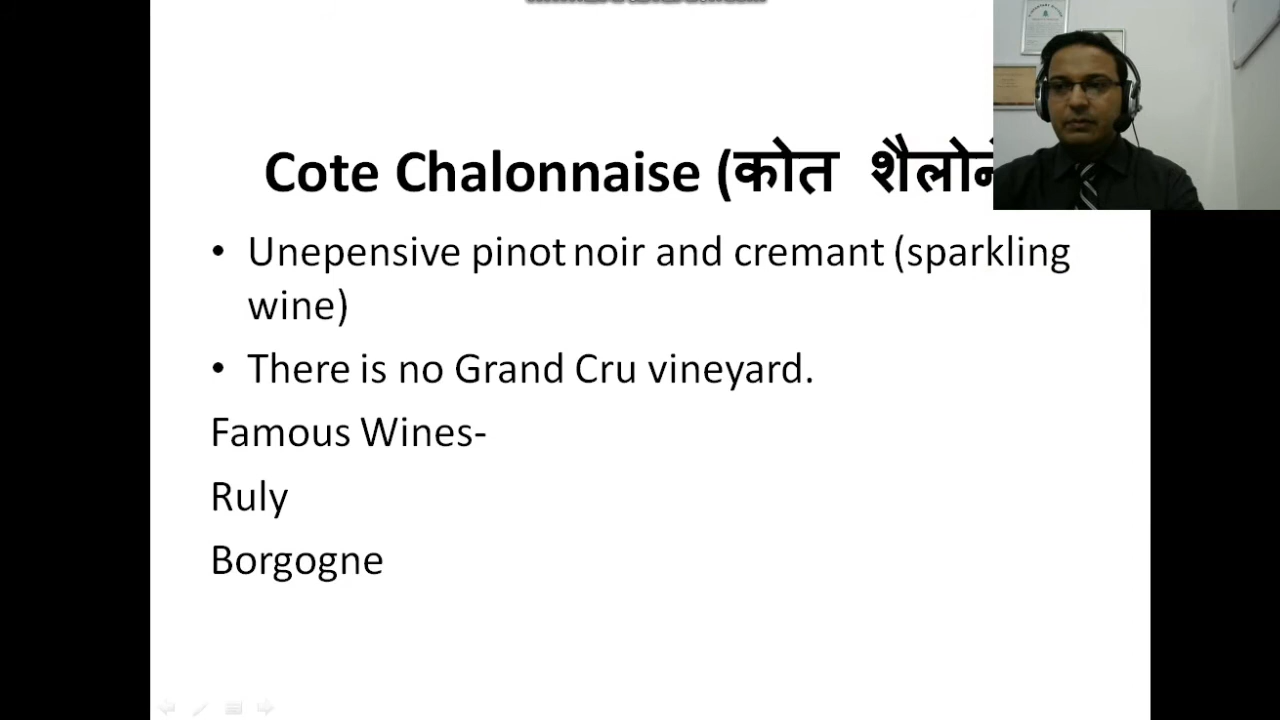 Cote Chalonnaise (कोत शैलोने
• Unepensive pinot noir and cremant (sparkling
wine)
• There is no Grand Cru vineyard.
Famous Wines-
Ruly
Borgogne